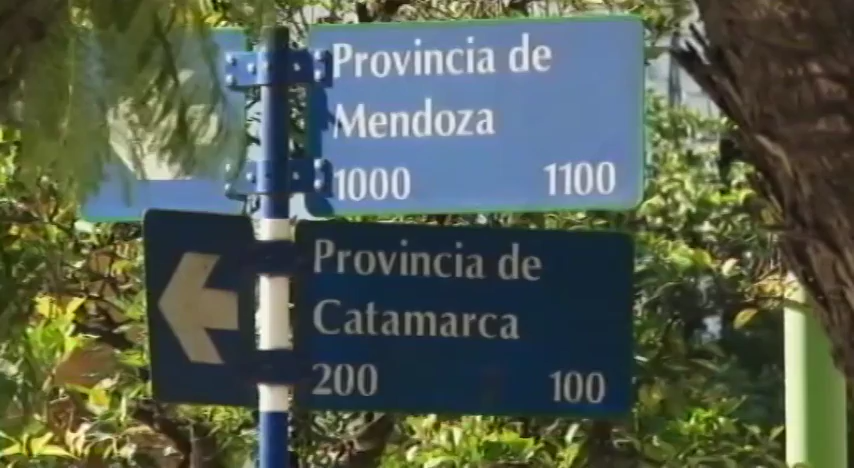 Provincia de
Mendoza
1000 1100
Provincia de
Catamarca
200 100